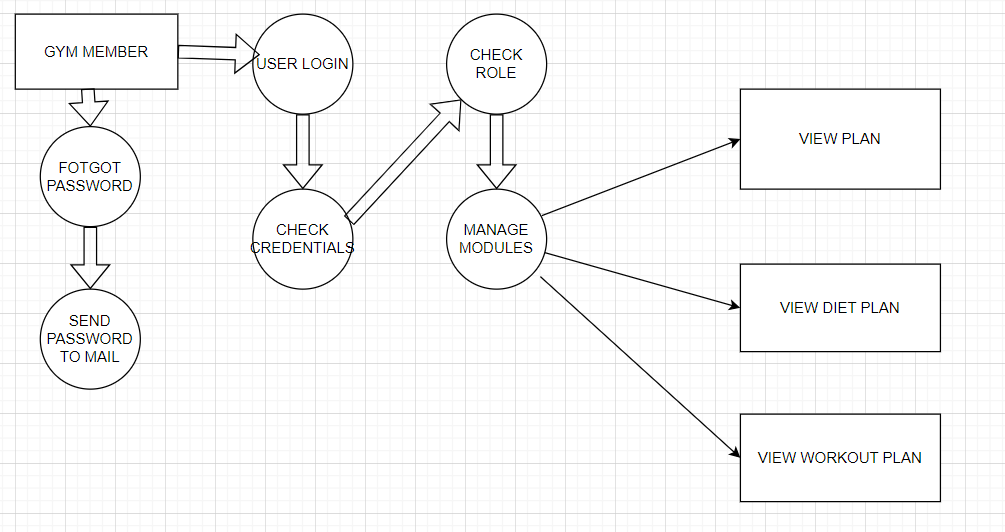 GYM MEMBER
USER LOGIN
CHECK
ROLE
VIEW PLAN
FOTGOT
PASSWORD
CHECK
CREDENTIALS
MANAGE
MODULES
VIEW DIET PLAN
SEND
PASSWORD
TO MAIL
VIEW WORKOUT PLAN